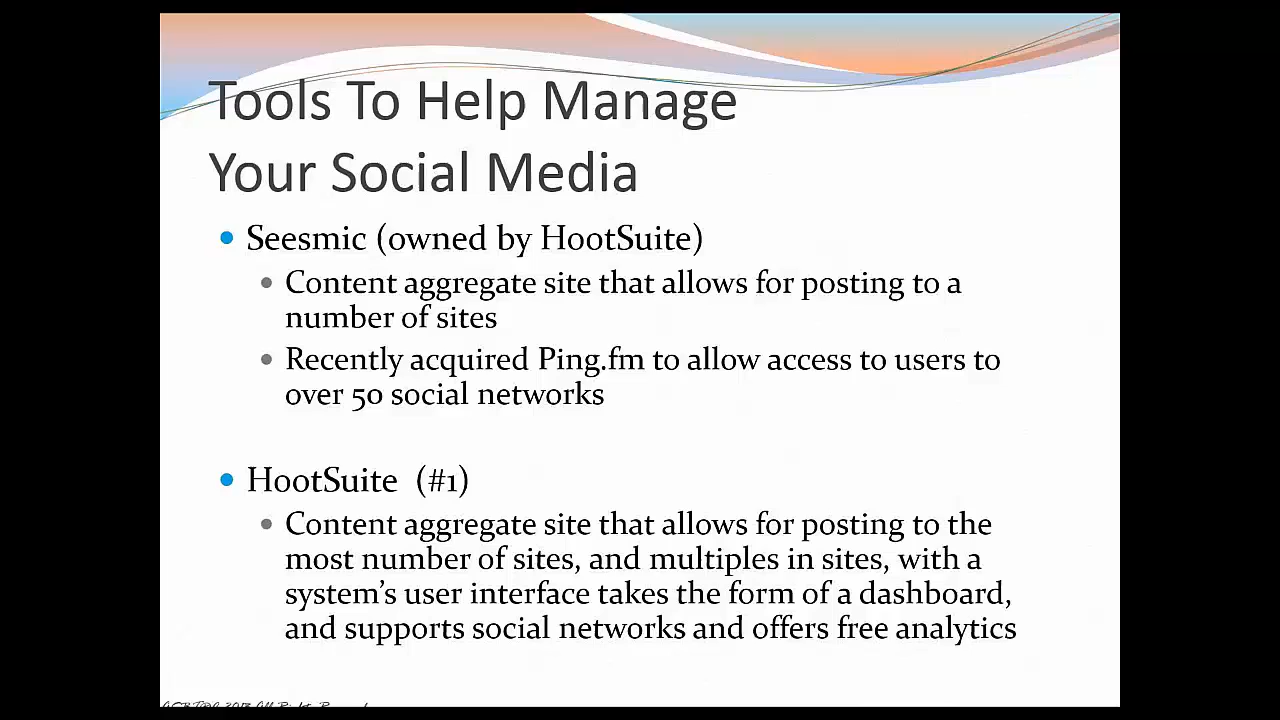 Tools To Help Manage
Your Social Media
Seesmic (owned by HootSuite)
Content aggregate site that allows for posting to a
number of sites
Recently acquired Ping.fm to allow access to users to
over 50 social networks
HootSuite (#1)
Content aggregate site that allows for posting to the
most number of sites, and multiples in sites, with a
system's user interface takes the form of a dashboard,
and supports social networks and offers free analytics